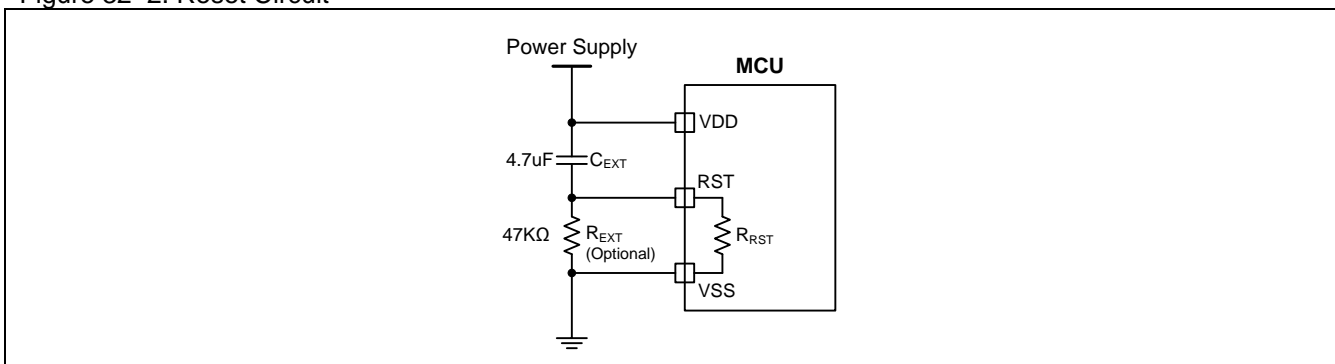 Figure 32-2. Reset Circuit
Power Supply
MCU
VDD
4.7uF
CEXT
RST
47KΩ
REXT
(Optional)
RRST
VSS